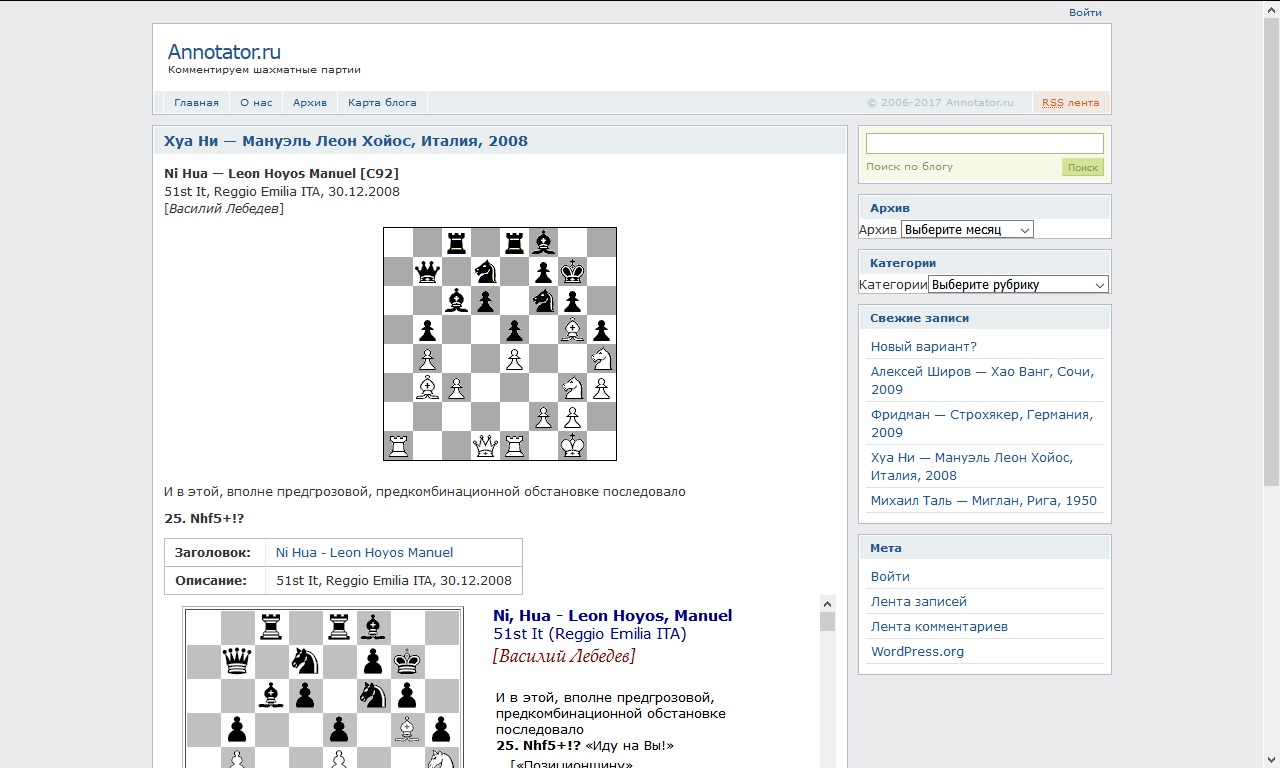 Войти
Annotator.ru
Комментируем шахматные партии
Главная
О нас
Архив
Карта блога
© 2006-2017 Annotator.ru
RSS лента
Хуа Ни — Мануэль Леон Хойос, Италия, 2008
Ni Hua — Leon Hoyos Manuel [C92]
51st It, Reggio Emilia ITA, 30.12.2008
[Василий Лебедев]
И в этой, вполне предгрозовой, предкомбинационной обстановке последовало
25. Nhf5+!?
Заголовок: Ni Hua - Leon Hoyos Manuel
Описание: 51st It, Reggio Emilia ITA, 30.12.2008
Ni, Hua - Leon Hoyos, Manuel
51st It (Reggio Emilia ITA)
[Василий Лебедев]
И в этой, вполне предгрозовой,
предкомбинационной обстановке
последовало
25. Nhf5+!? «Иду на Вы!»
[«Позиционщину»
Поиск по блогу
Поиск
Архив
Архив Выберите месяц
Категории
Категории Выберите рубрику
Свежие записи
Новый вариант?
Алексей Широв — Хао Ванг, Сочи,
2009
Фридман — Строхякер, Германия,
2009
Хуа Ни — Мануэль Леон Хойос,
Италия, 2008
Михаил Таль — Миглан, Рига, 1950
Мета
Войти
Лента записей
Лента комментариев
WordPress.org